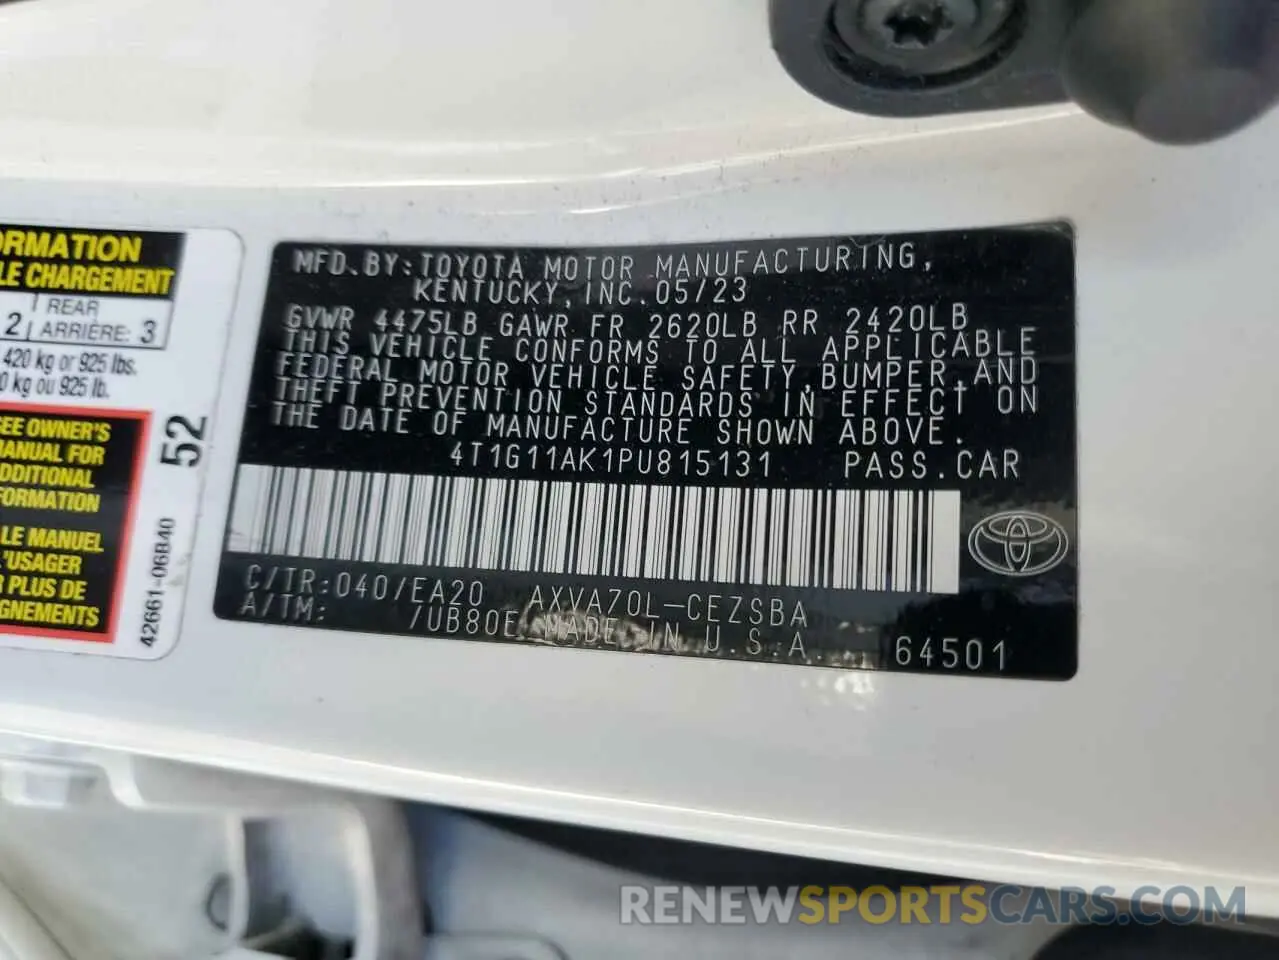 ORMATION
LE CHARGEMENT
REAR
2 ARRIÈRE: 3
420 kg or 925 lbs.
0 kg ou 925 lb.
SEE OWNER'S
MANUAL FOR
ADDITIONAL
FORMATION
LE MANUEL
'USAGER
R PLUS DE
GNEMENTS
52
42661-06B40
MFD.BY:TOYOTA MOTOR MANUFACTURING,
KENTUCKY,INC.05/23
GVWR 4475LB GAWR FR 2620LB RR 2420LB
THIS VEHICLE CONFORMS TO ALL APPLICABLE
FEDERAL MOTOR VEHICLE SAFETY,BUMPER,AND
THEFT PREVENTION STANDARDS IN EFFECT ON
THE DATE OF MANUFACTURE SHOWN ABOVE.
4T1G11AK1PU815131 PASS.CAR
C/TR:040/EA20 AXVA70L-CEZSBA
A/TM: /UB80E MADE IN U.S.A. 64501
RENEWSPORTSCARS.COM